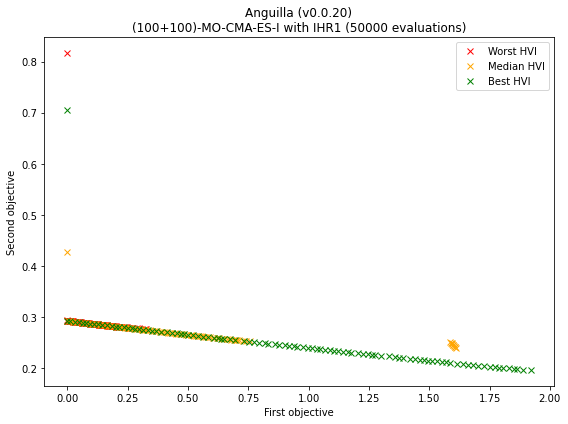 Anguilla (v0.0.20)
(100+100)-MO-CMA-ES-I with IHR1 (50000 evaluations)
Worst HVI
Median HVI
Best HVI
Second objective
0.8
0.7
0.6
0.5
0.4
0.3
0.2
0.00 0.25 0.50 0.75 1.00 1.25 1.50 1.75 2.00
First objective